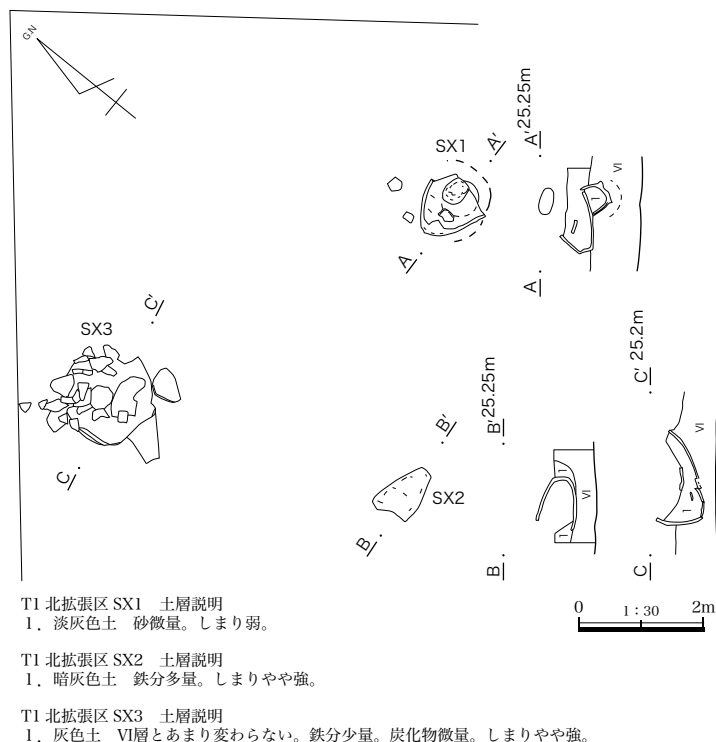 G.N
SX1
A'
A
A' 25.25m
A
VI
1
SX3
C'
C
SX2
B'
B
B' 25.25m
B
1
VI
1
C' 25.2m
C
VI
1
T1 北拡張区 SX1　土層説明
1．淡灰色土　砂微量。しまり弱。
T1 北拡張区 SX2　土層説明
1．暗灰色土　鉄分多量。しまりやや強。
T1 北拡張区 SX3　土層説明
1．灰色土　Ⅵ層とあまり変わらない。鉄分少量。炭化物微量。しまりやや強。
0 1：30 2m